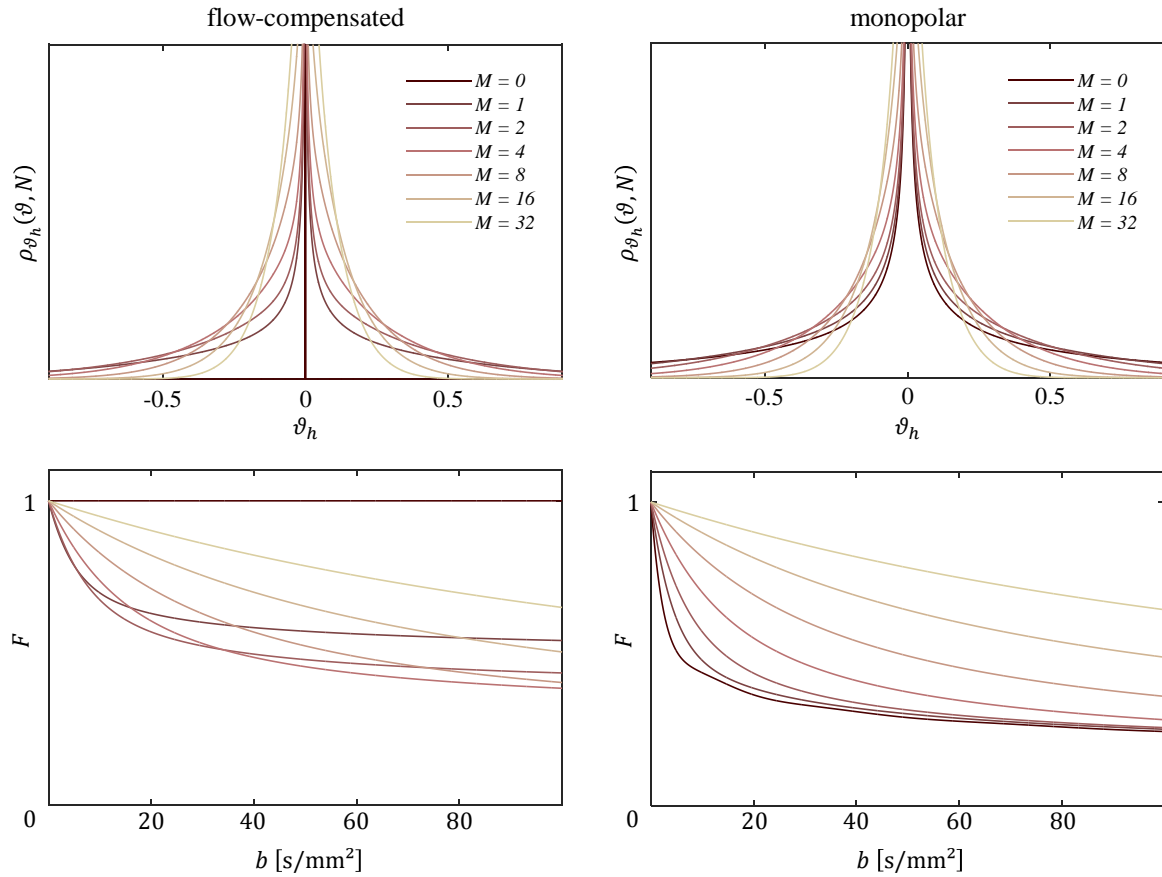 flow-compensated
monopolar
M = 0
M = 1
M = 2
M = 4
M = 8
M = 16
M = 32
ρϑₕ(ϑ, N)
-0.5 0 0.5
ϑₕ
M = 0
M = 1
M = 2
M = 4
M = 8
M = 16
M = 32
ρϑₕ(ϑ, N)
-0.5 0 0.5
ϑₕ
1
F
0 20 40 60 80
b [s/mm²]
1
F
0 20 40 60 80
b [s/mm²]